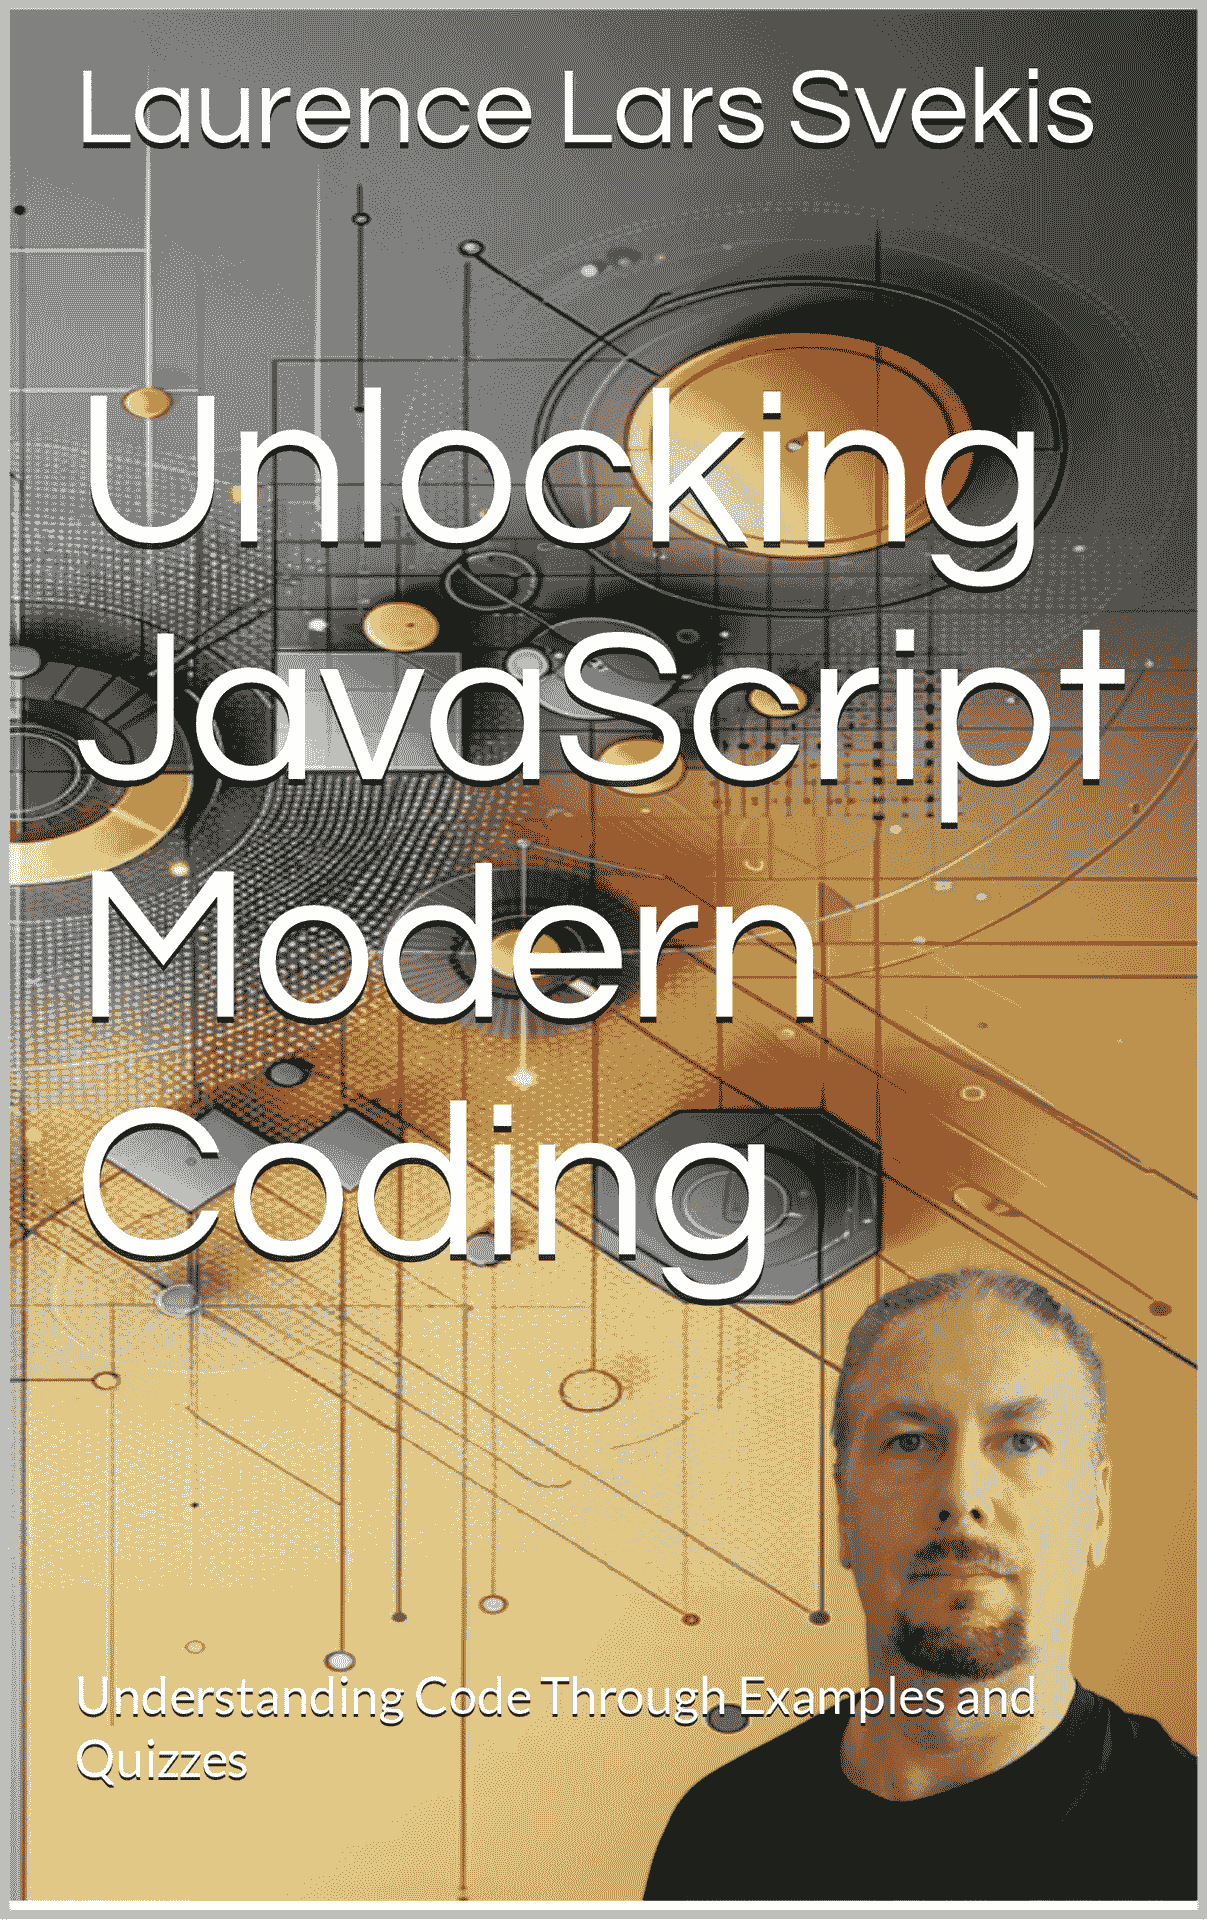 Laurence Lars Svekis
Unlocking
JavaScript
Modern
Coding
Understanding Code Through Examples and
Quizzes